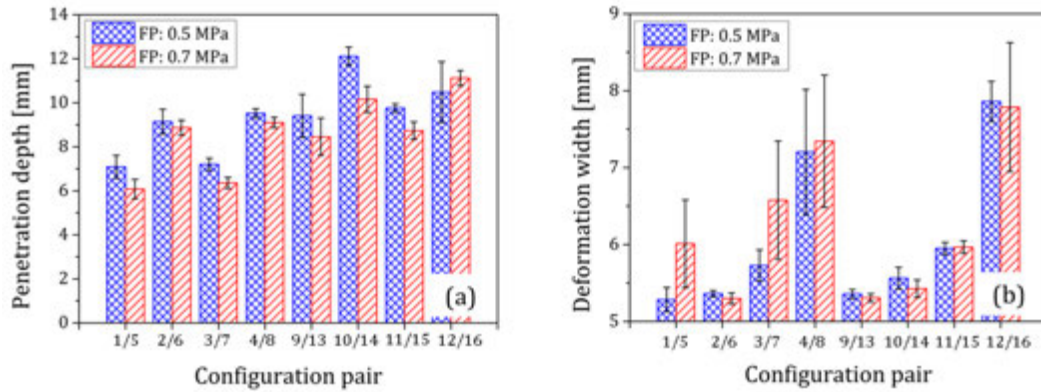 14
12
10
8
6
4
2
0
Penetration depth [mm]
FP: 0.5 MPa
FP: 0.7 MPa
(a)
1/5 2/6 3/7 4/8 9/13 10/14 11/15 12/16
Configuration pair
9
8
7
6
5
Deformation width [mm]
FP: 0.5 MPa
FP: 0.7 MPa
(b)
1/5 2/6 3/7 4/8 9/13 10/14 11/15 12/16
Configuration pair